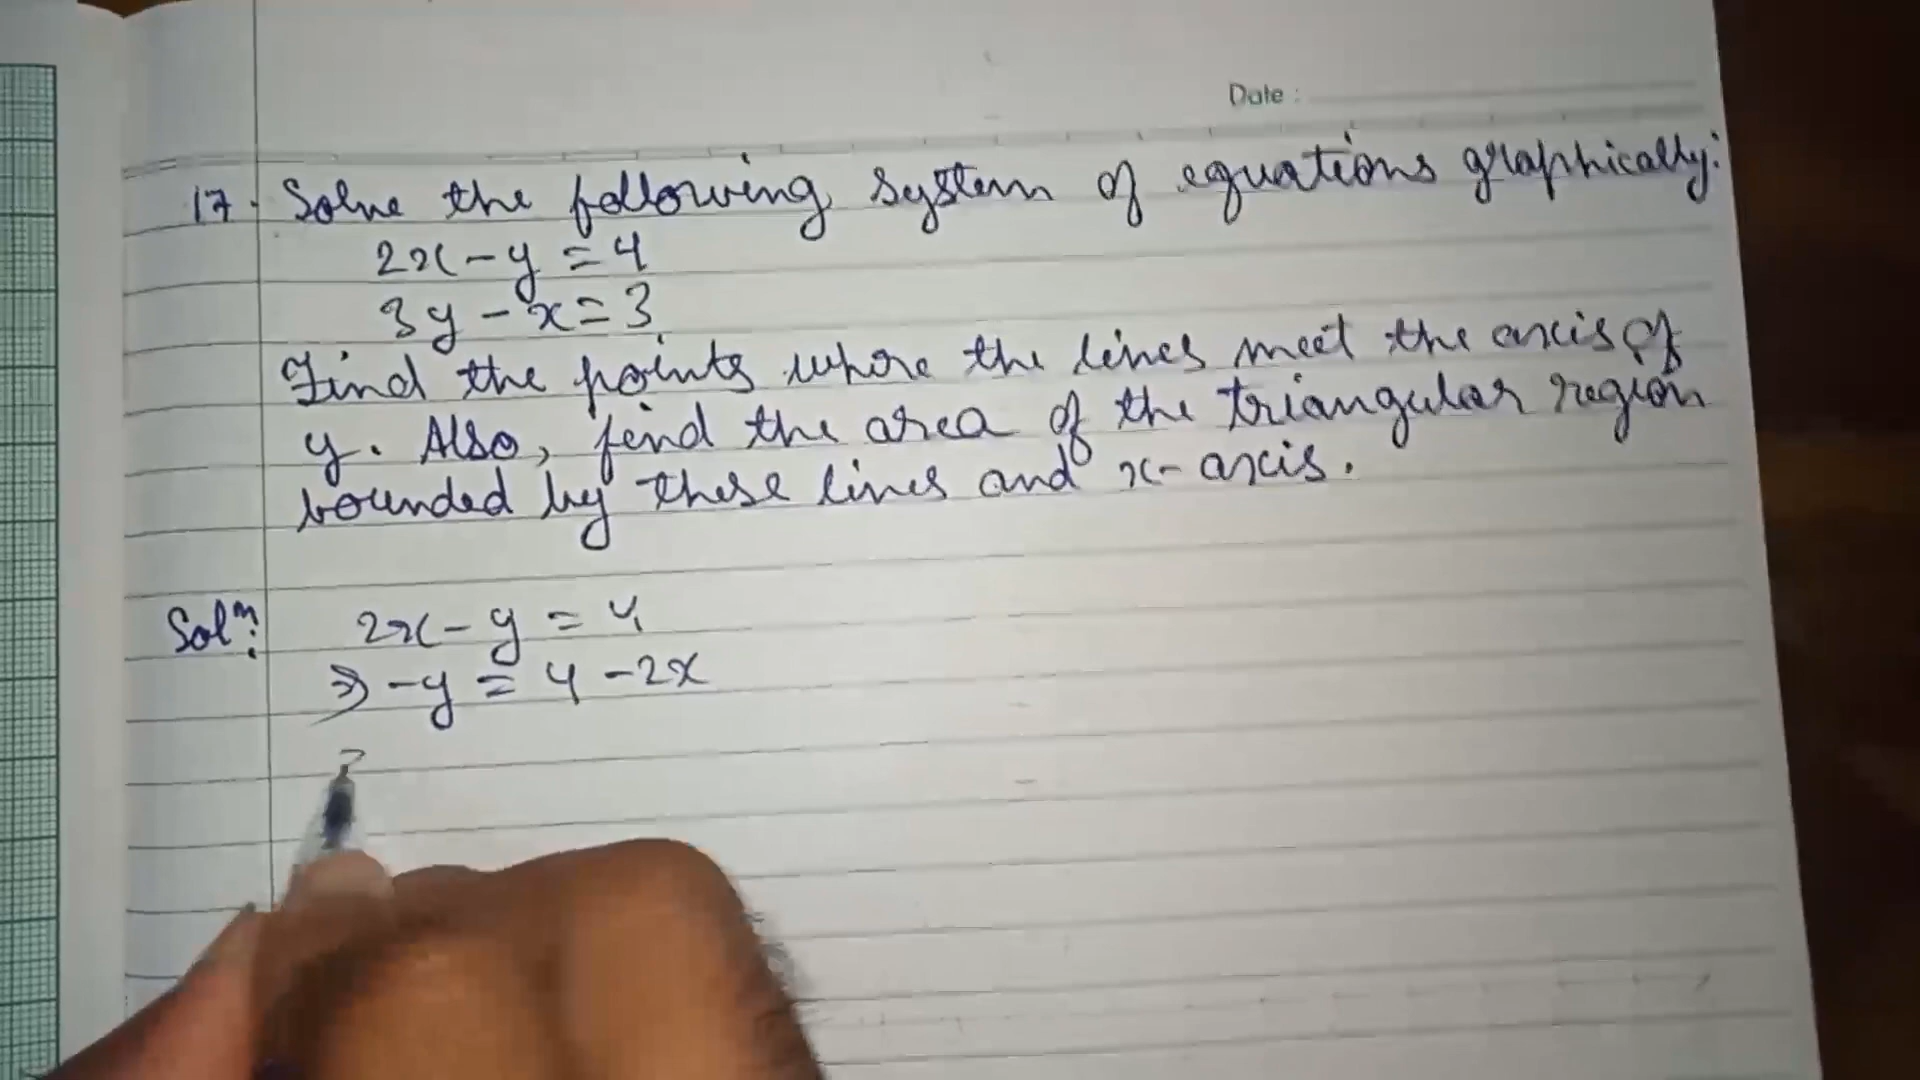 Date :
17. Solve the following system of equations graphically:
2x - y = 4
3y - x = 3
Find the points where the lines meet the axis of
y. Also, find the area of the triangular region
bounded by these lines and x-axis.
Solⁿ: 2x - y = 4
⇒ -y = 4 - 2x